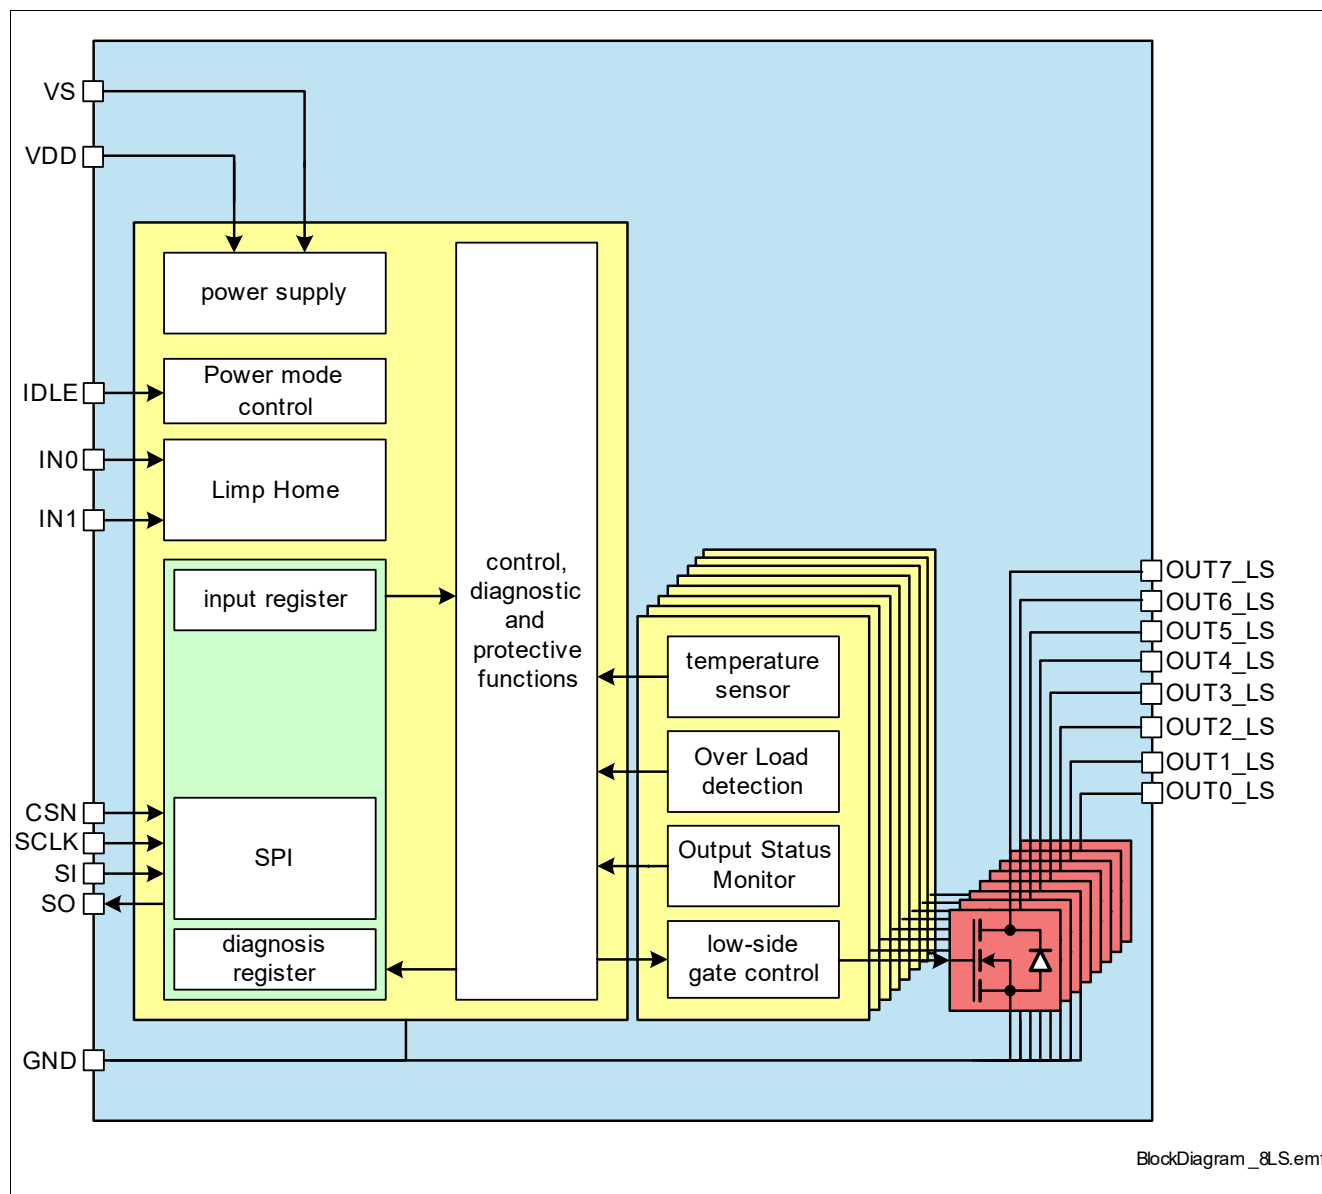 VS
VDD
power supply
IDLE
Power mode
control
IN0
Limp Home
IN1
input register
control,
diagnostic
and
protective
functions
temperature
sensor
Over Load
detection
Output Status
Monitor
low-side
gate control
CSN
SCLK
SI
SO
SPI
diagnosis
register
GND
OUT7_LS
OUT6_LS
OUT5_LS
OUT4_LS
OUT3_LS
OUT2_LS
OUT1_LS
OUT0_LS
BlockDiagram_8LS.emf